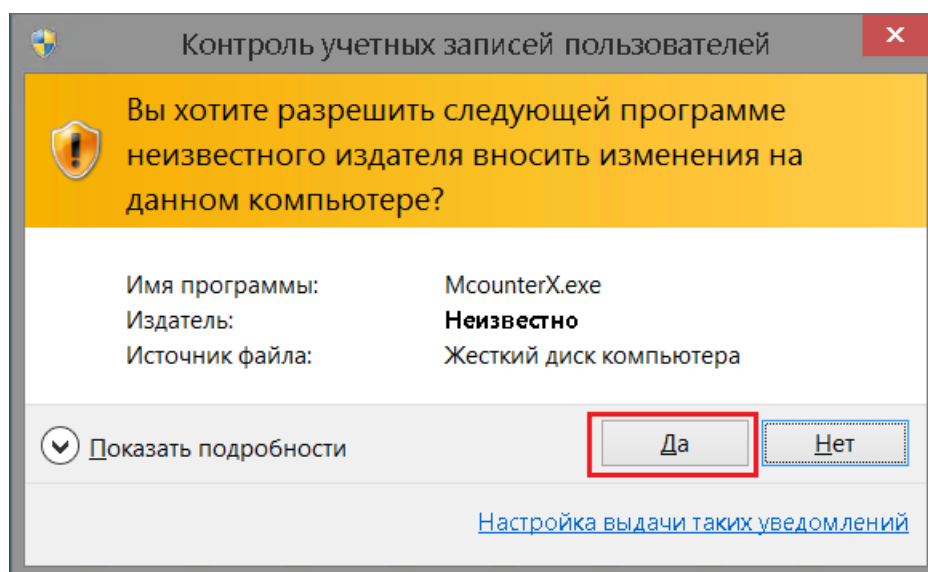 Контроль учетных записей пользователей
Вы хотите разрешить следующей программе
неизвестного издателя вносить изменения на
данном компьютере?
Имя программы: McounterX.exe
Издатель: Неизвестно
Источник файла: Жесткий диск компьютера
Показать подробности Да Нет
Настройка выдачи таких уведомлений